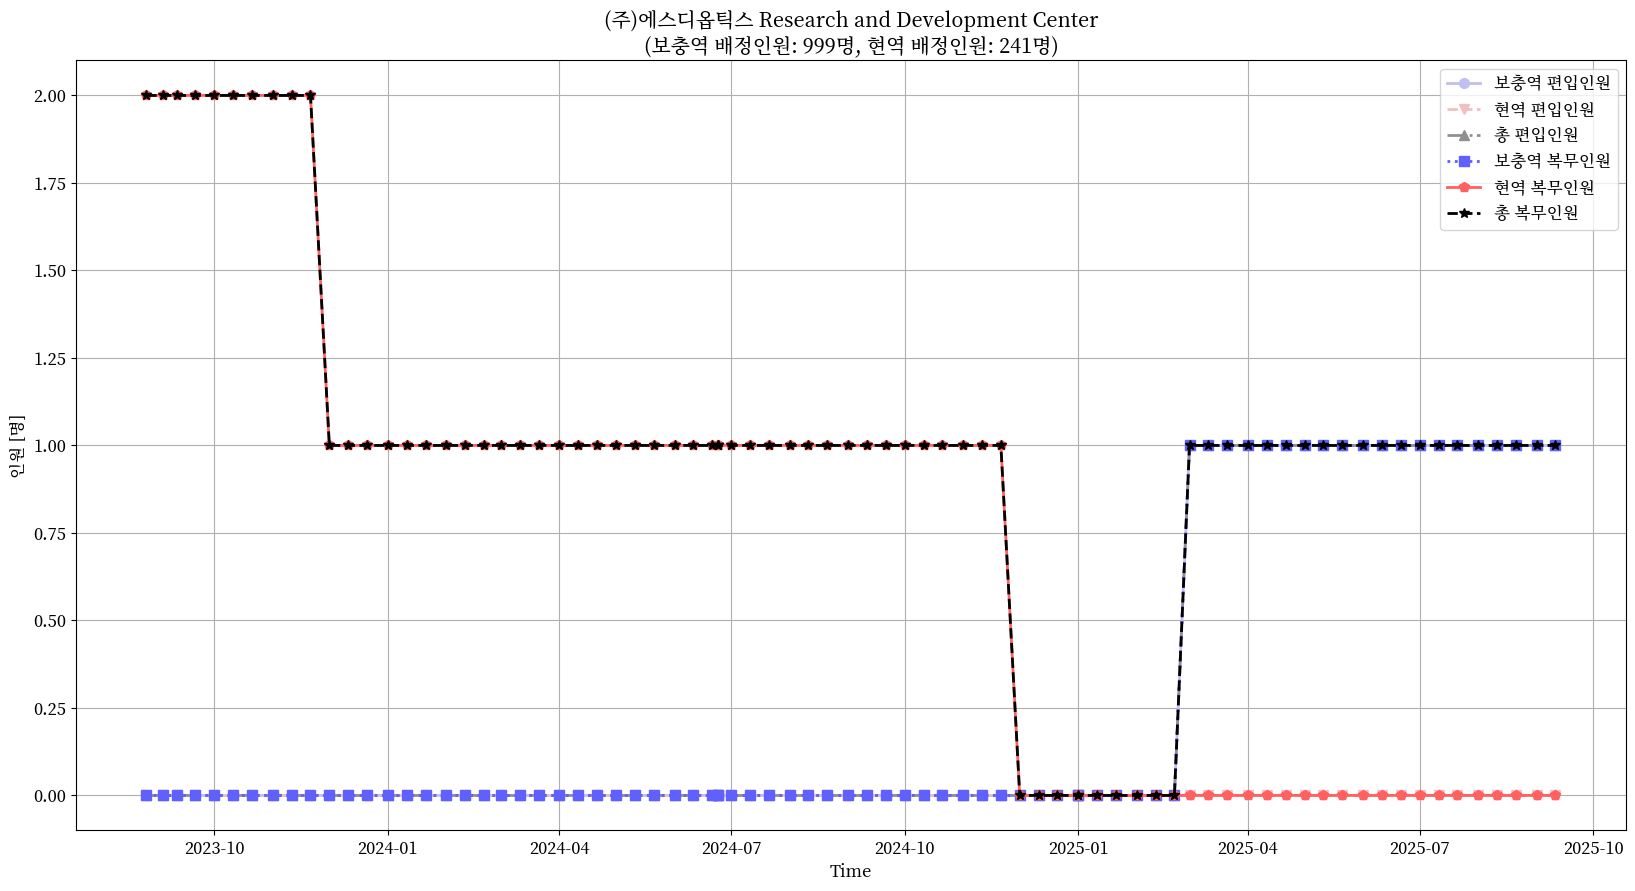 (주)에스디옵틱스 Research and Development Center
(보충역 배정인원: 999명, 현역 배정인원: 241명)
보충역 편입인원
현역 편입인원
총 편입인원
보충역 복무인원
현역 복무인원
총 복무인원
인원 [명]
2.00
1.75
1.50
1.25
1.00
0.75
0.50
0.25
0.00
2023-10
2024-01
2024-04
2024-07
2024-10
2025-01
2025-04
2025-07
2025-10
Time